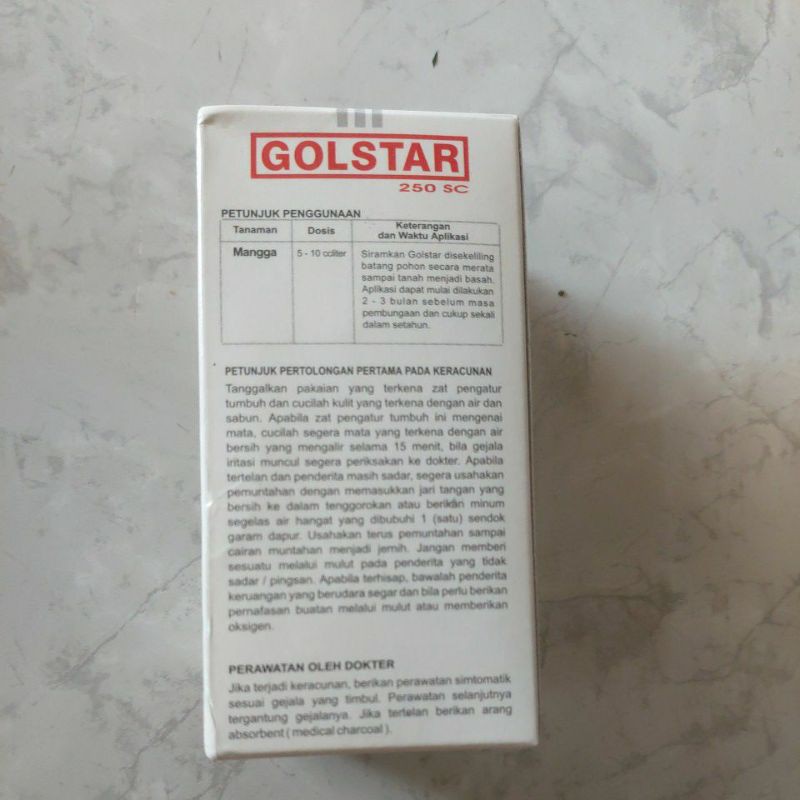 GOLSTAR
250 SC
PETUNJUK PENGGUNAAN
Tanaman Dosis Keterangan dan Waktu Aplikasi
Mangga 5 - 10 cc/liter Siramkan Golstar disekeliling
batang pohon secara merata
sampai tanah menjadi basah.
Aplikasi dapat mulai dilakukan
2 - 3 bulan sebelum masa
pembungaan dan cukup sekali
dalam setahun.
PETUNJUK PERTOLONGAN PERTAMA PADA KERACUNAN
Tanggalkan pakaian yang terkena zat pengatur
tumbuh dan cucilah kulit yang terkena dengan air dan
sabun. Apabila zat pengatur tumbuh ini mengenai
mata, cucilah segera mata yang terkena dengan air
bersih yang mengalir selama 15 menit, bila gejala
iritasi muncul segera periksakan ke dokter. Apabila
tertelan dan penderita masih sadar, segera usahakan
pemuntahan dengan memasukkan jari tangan yang
bersih ke dalam tenggorokan atau berikan minum
segelas air hangat yang dibubuhi 1 (satu) sendok
garam dapur. Usahakan terus pemuntahan sampai
cairan muntahan menjadi jernih. Jangan memberi
sesuatu melalui mulut pada penderita yang tidak
sadar / pingsan. Apabila terhisap, bawalah penderita
keruangan yang berudara segar dan bila perlu berikan
pernafasan buatan melalui mulut atau memberikan
oksigen.
PERAWATAN OLEH DOKTER
Jika terjadi keracunan, berikan perawatan simtomatik
sesuai gejala yang timbul. Perawatan selanjutnya
tergantung gejalanya. Jika tertelan berikan arang
absorbent ( medical charcoal ).